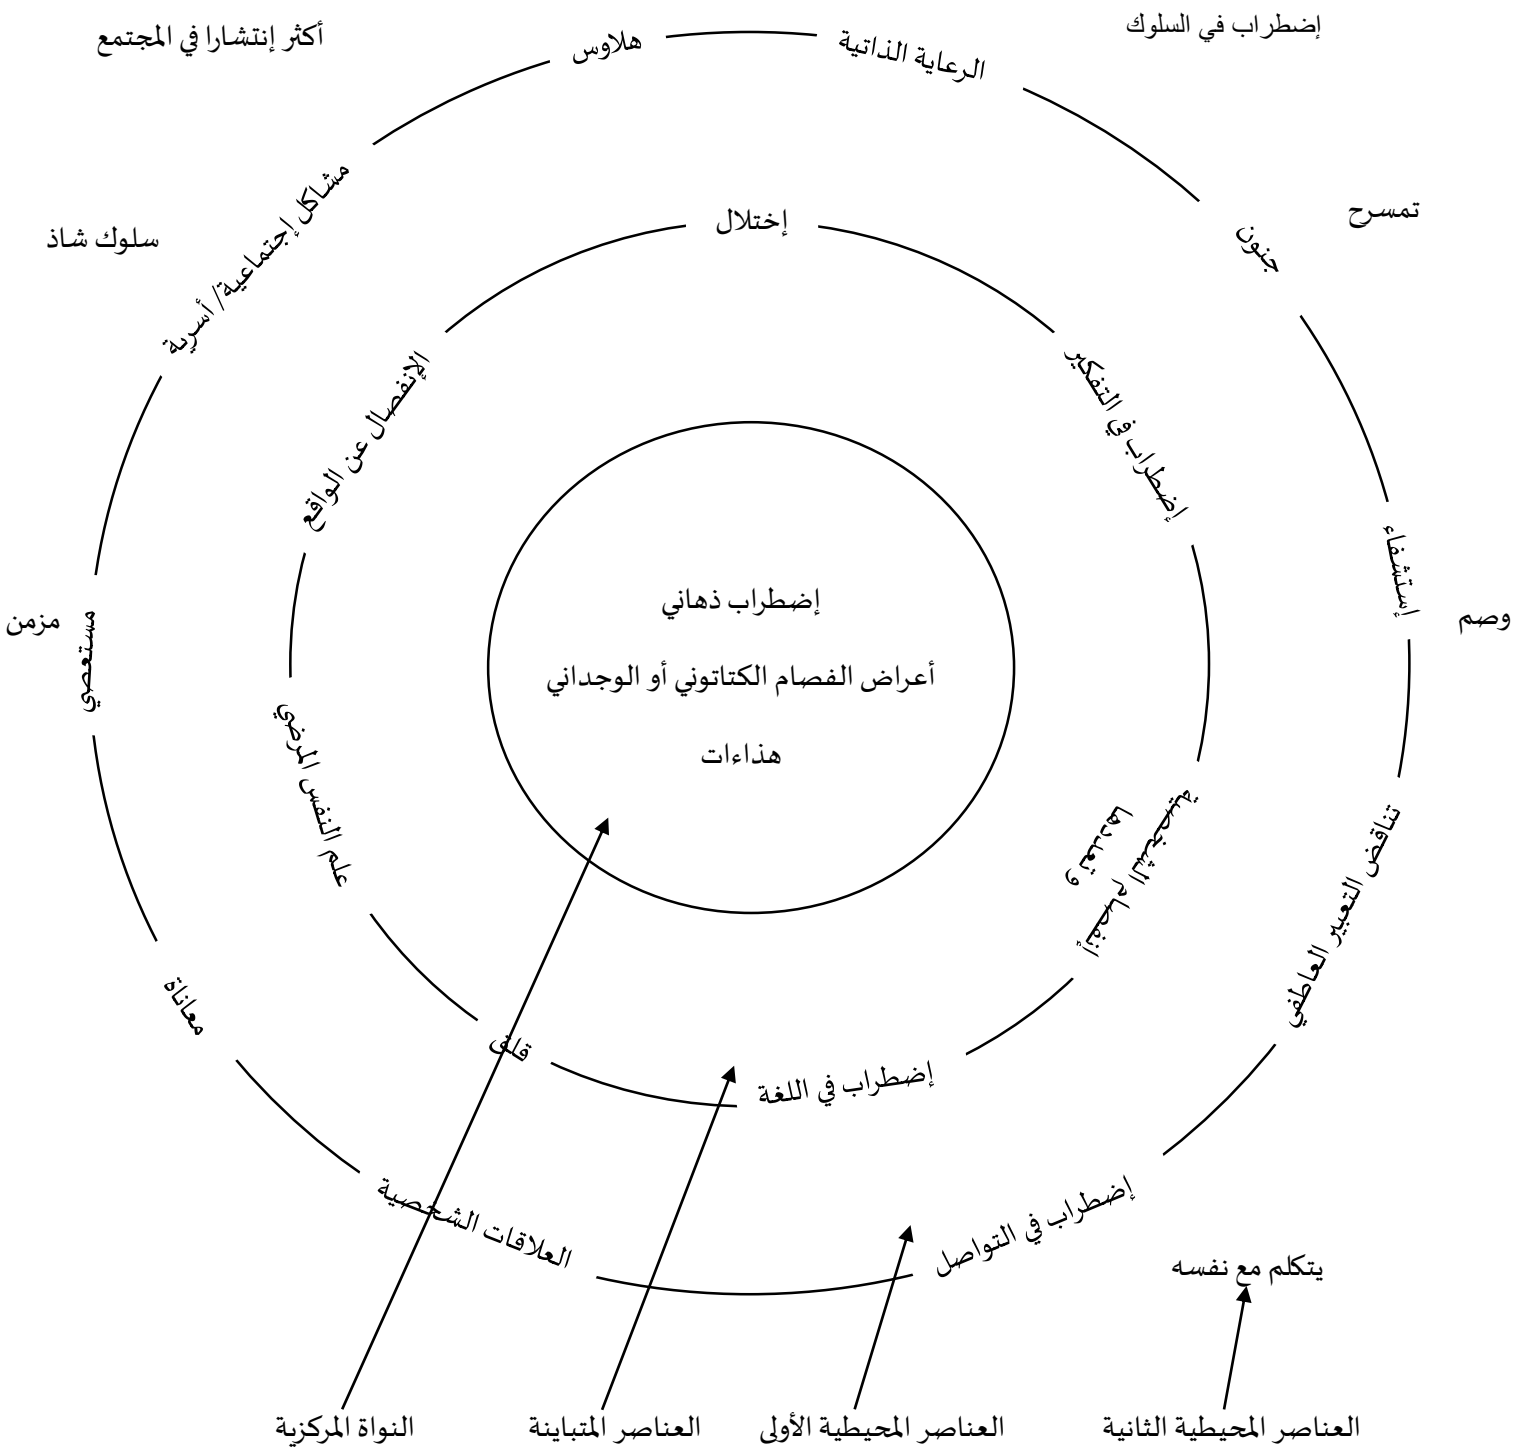 إضطراب في السلوك
أكثر إنتشارا في المجتمع
الرعاية الذاتية
هلاوس
تمسرح
جنون
مشاكل إجتماعية/ أسرية
سلوك شاذ
إختلال
إضطراب في التفكير
الإنفصال عن الواقع
إستشفاء
وصم
مستعصي
مزمن
إضطراب ذهاني
أعراض الفصام الكتاتوني أو الوجداني
هذاءات
علم النفس المرضي
إنفصام الشخصية
و تعددها
تناقض التعبير العاطفي
معاناة
قلق
إضطراب في اللغة
العلاقات الشخصية
إضطراب في التواصل
يتكلم مع نفسه
العناصر المحيطية الثانية
العناصر المحيطية الأولى
العناصر المتباينة
النواة المركزية